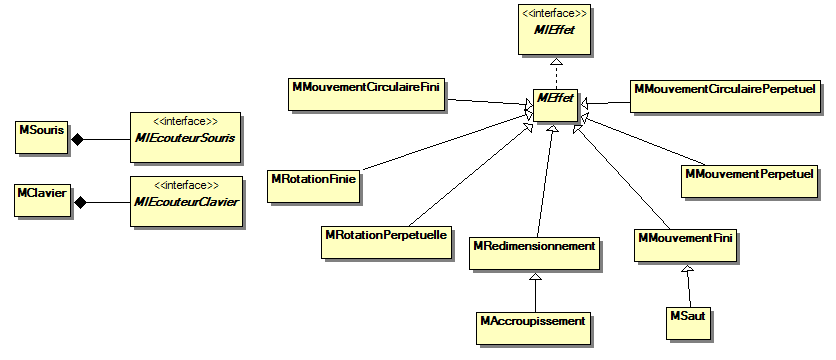 <<interface>>
MIEffet
MMouvementCirculaireFini
MEffet
MMouvementCirculairePerpetuel
<<interface>>
MSouris
MIEcouteurSouris
<<interface>>
MClavier
MIEcouteurClavier
MRotationFinie
MMouvementPerpetuel
MRotationPerpetuelle
MRedimensionnement
MMouvementFini
MAccroupissement
MSaut